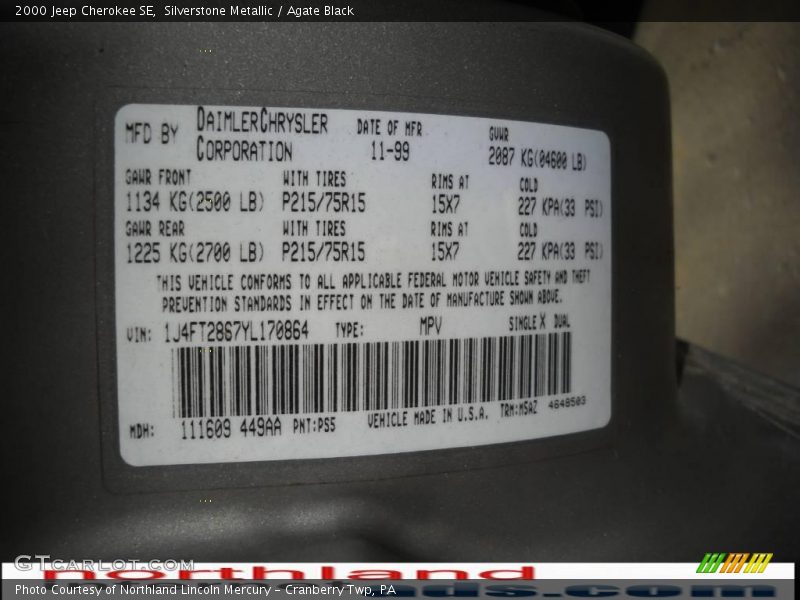 2000 Jeep Cherokee SE,  Silverstone Metallic / Agate Black
MFD BY DAIMLERCHRYSLER CORPORATION DATE OF MFR 11-99 GVWR 2087 KG(04600 LB)
GAWR FRONT WITH TIRES RIMS AT COLD
1134 KG(2500 LB) P215/75R15 15X7 227 KPA(33 PSI)
GAWR REAR WITH TIRES RIMS AT COLD
1225 KG(2700 LB) P215/75R15 15X7 227 KPA(33 PSI)
THIS VEHICLE CONFORMS TO ALL APPLICABLE FEDERAL MOTOR VEHICLE SAFETY AND THEFT
PREVENTION STANDARDS IN EFFECT ON THE DATE OF MANUFACTURE SHOWN ABOVE.
VIN: 1J4FT2867YL170864 TYPE: MPV SINGLE X DUAL
MDH: 111609 449AA PNT:PS5 VEHICLE MADE IN U.S.A. TRM:MSAZ 4648503
GTCarLot.com
northland
Photo Courtesy of Northland Lincoln Mercury - Cranberry Twp, PA